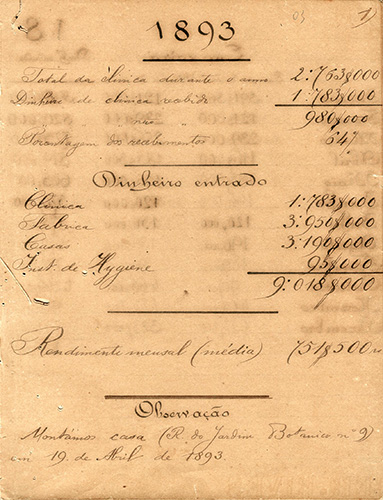 1)
1893
Total da clinica durante o anno 2:763$000
Dinheiro de clinica recebido 1:783$000
" 980$000
Porcentagem dos recebimentos 647
Dinheiro entrado
Clinica 1:783$000
Fabrica 3:950$000
Casas 3:190$000
Inst. de Hygiene 95$000
9:018$000
Rendimento mensal (média) 751$500
Observação
Montámos casa (R. do Jardim Botanico nº 9)
em 19 de Abril de 1893.